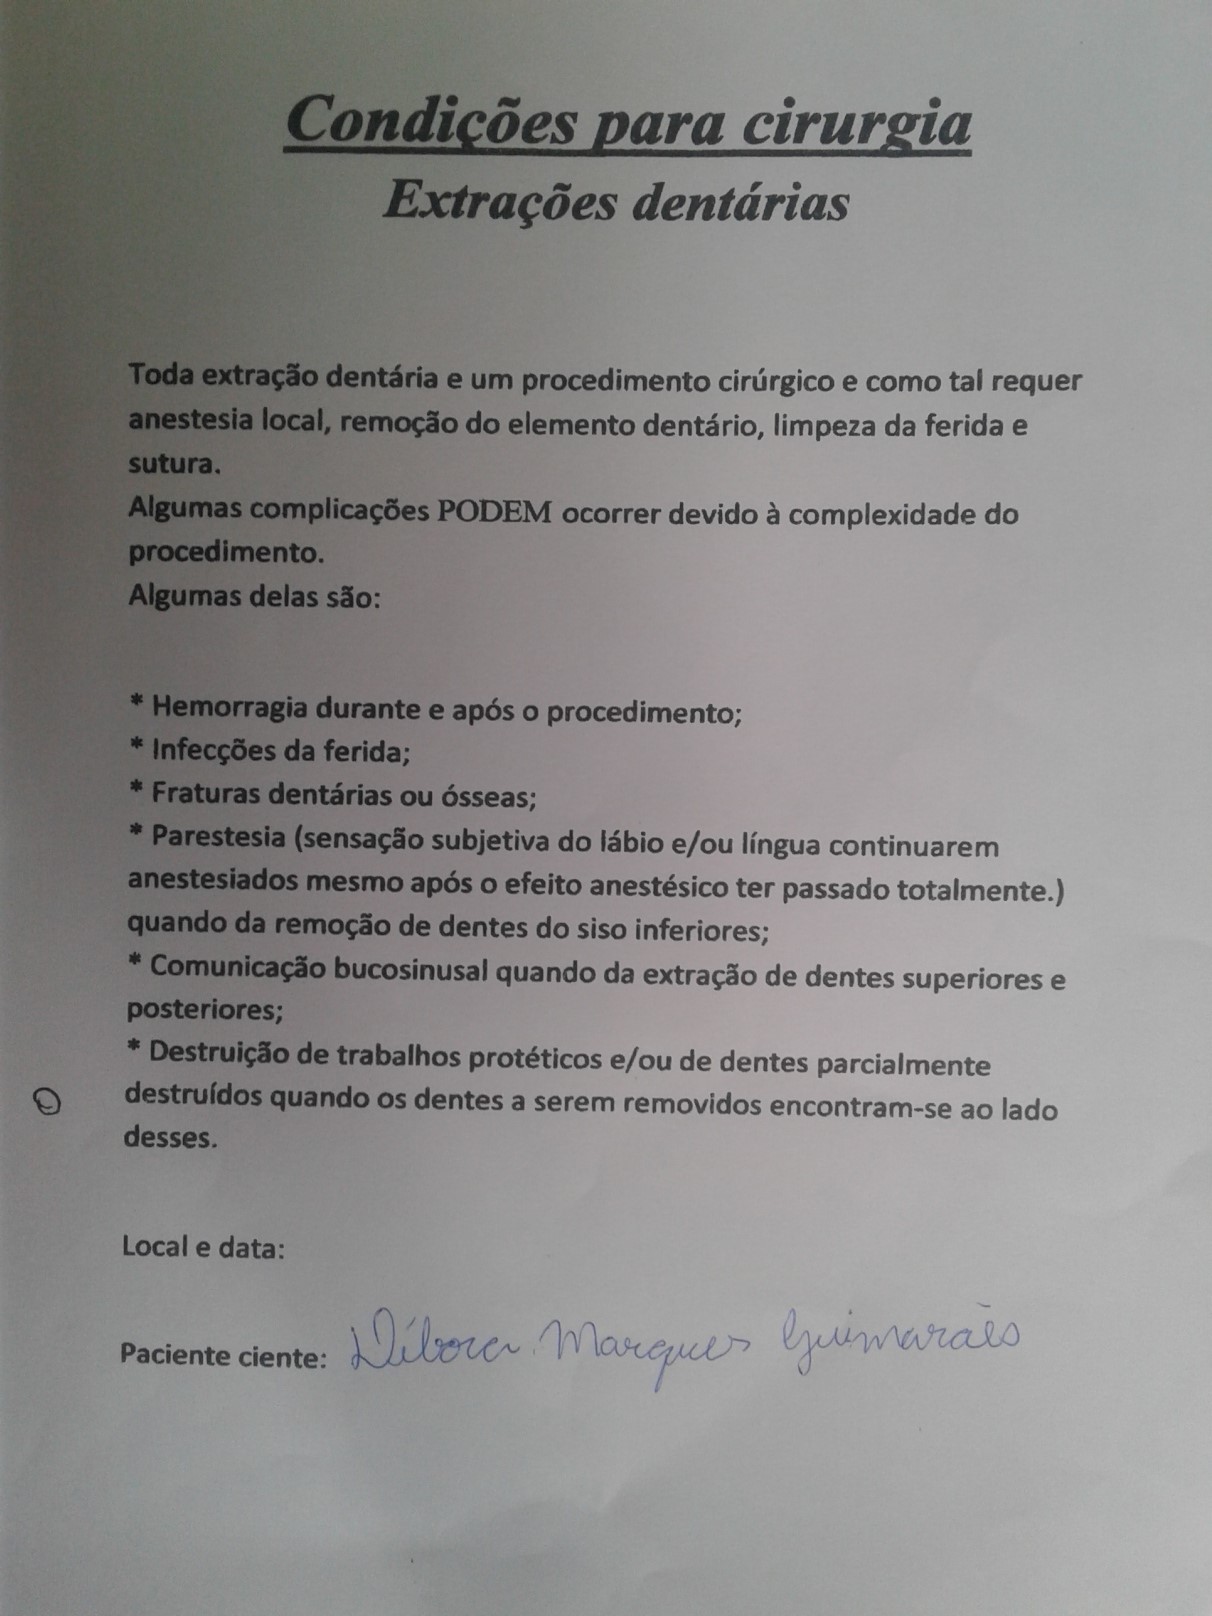 Condições para cirurgia
Extrações dentárias
Toda extração dentária e um procedimento cirúrgico e como tal requer
anestesia local, remoção do elemento dentário, limpeza da ferida e
sutura.
Algumas complicações PODEM ocorrer devido à complexidade do
procedimento.
Algumas delas são:
* Hemorragia durante e após o procedimento;
* Infecções da ferida;
* Fraturas dentárias ou ósseas;
* Parestesia (sensação subjetiva do lábio e/ou língua continuarem
anestesiados mesmo após o efeito anestésico ter passado totalmente.)
quando da remoção de dentes do siso inferiores;
* Comunicação bucosinusal quando da extração de dentes superiores e
posteriores;
* Destruição de trabalhos protéticos e/ou de dentes parcialmente
destruídos quando os dentes a serem removidos encontram-se ao lado
desses.
Local e data:
Paciente ciente: Débora Marques Guimarães